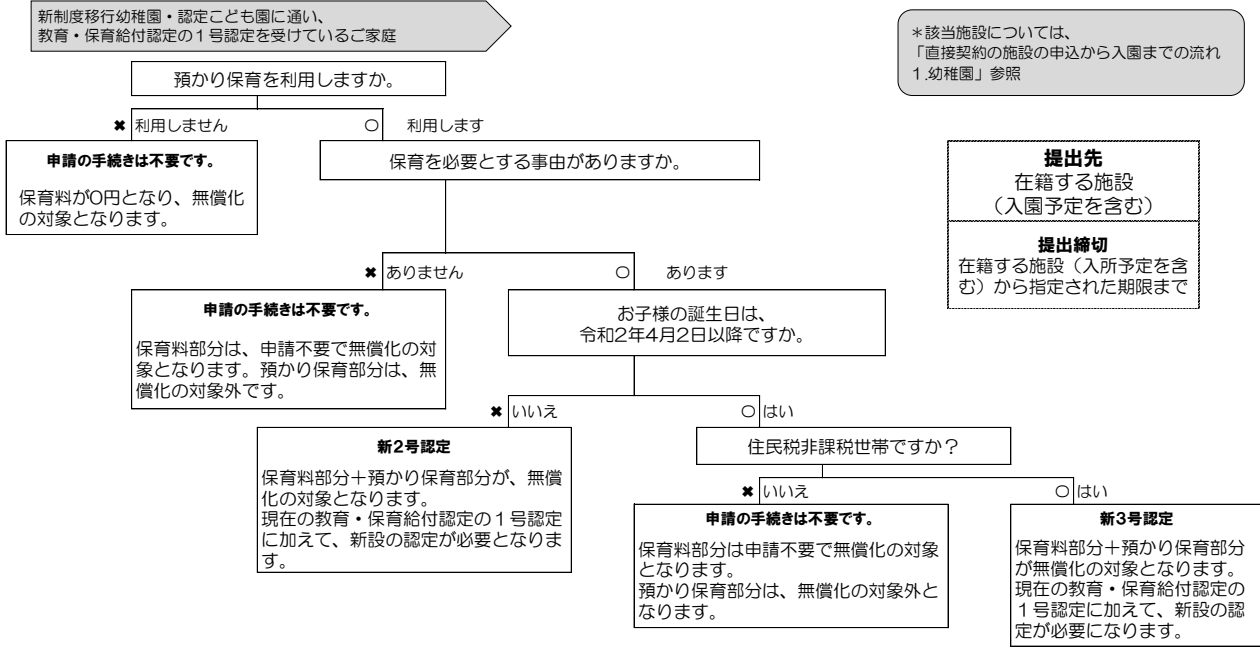 新制度移行幼稚園・認定こども園に通い、
教育・保育給付認定の１号認定を受けているご家庭
＊該当施設については、
「直接契約の施設の申込から入園までの流れ
１.幼稚園」参照
預かり保育を利用しますか。
✖ 利用しません
○ 利用します
申請の手続きは不要です。
保育料が0円となり、無償化
の対象となります。
保育を必要とする事由がありますか。
提出先
在籍する施設
（入園予定を含む）
提出締切
在籍する施設（入所予定を含
む）から指定された期限まで
✖ ありません
○ あります
申請の手続きは不要です。
保育料部分は、申請不要で無償化の対
象となります。預かり保育部分は、無
償化の対象外です。
お子様の誕生日は、
令和2年4月2日以降ですか。
✖ いいえ
○ はい
新2号認定
保育料部分＋預かり保育部分が、無償
化の対象となります。
現在の教育・保育給付認定の１号認定
に加えて、新設の認定が必要となりま
す。
住民税非課税世帯ですか？
✖ いいえ
○ はい
申請の手続きは不要です。
保育料部分は申請不要で無償化の対象
となります。
預かり保育部分は、無償化の対象外と
なります。
新3号認定
保育料部分＋預かり保育部分
が無償化の対象となります。
現在の教育・保育給付認定の
１号認定に加えて、新設の認
定が必要になります。